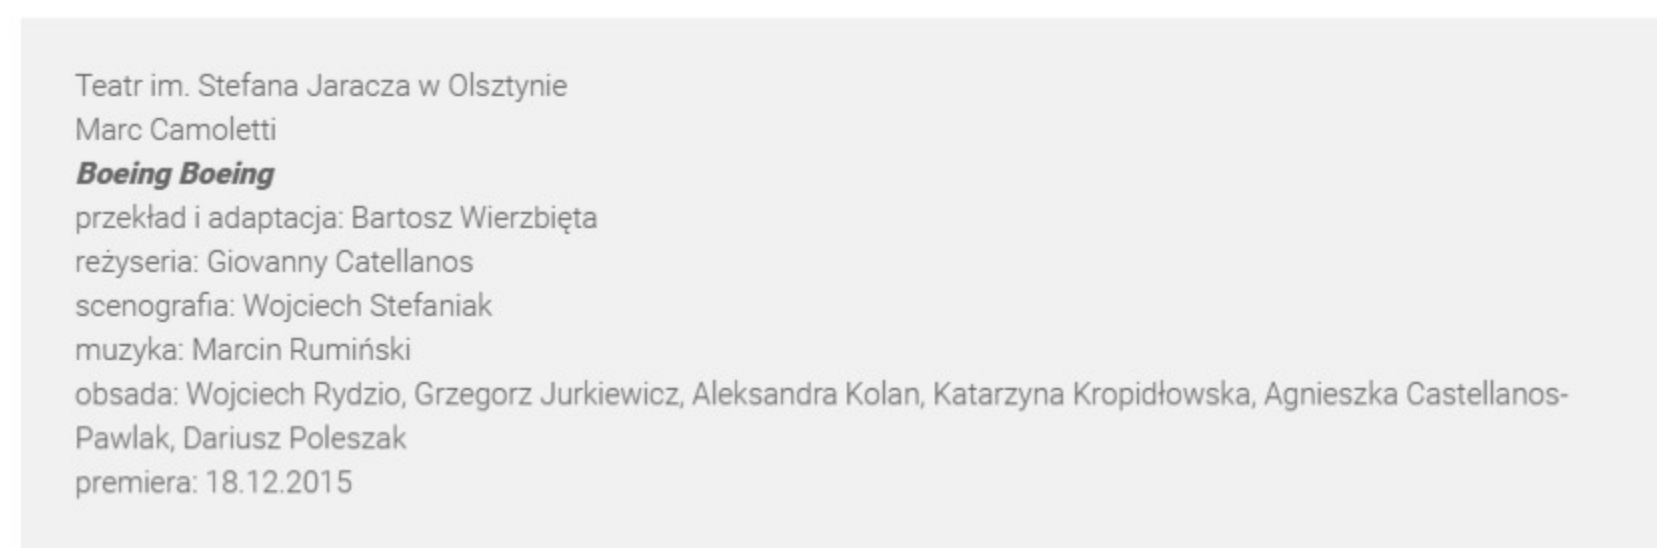 Teatr im. Stefana Jaracza w Olsztynie
Marc Camoletti
Boeing Boeing
przekład i adaptacja: Bartosz Wierzbięta
reżyseria: Giovanny Catellanos
scenografia: Wojciech Stefaniak
muzyka: Marcin Rumiński
obsada: Wojciech Rydzio, Grzegorz Jurkiewicz, Aleksandra Kolan, Katarzyna Kropidłowska, Agnieszka Castellanos-
Pawlak, Dariusz Poleszak
premiera: 18.12.2015